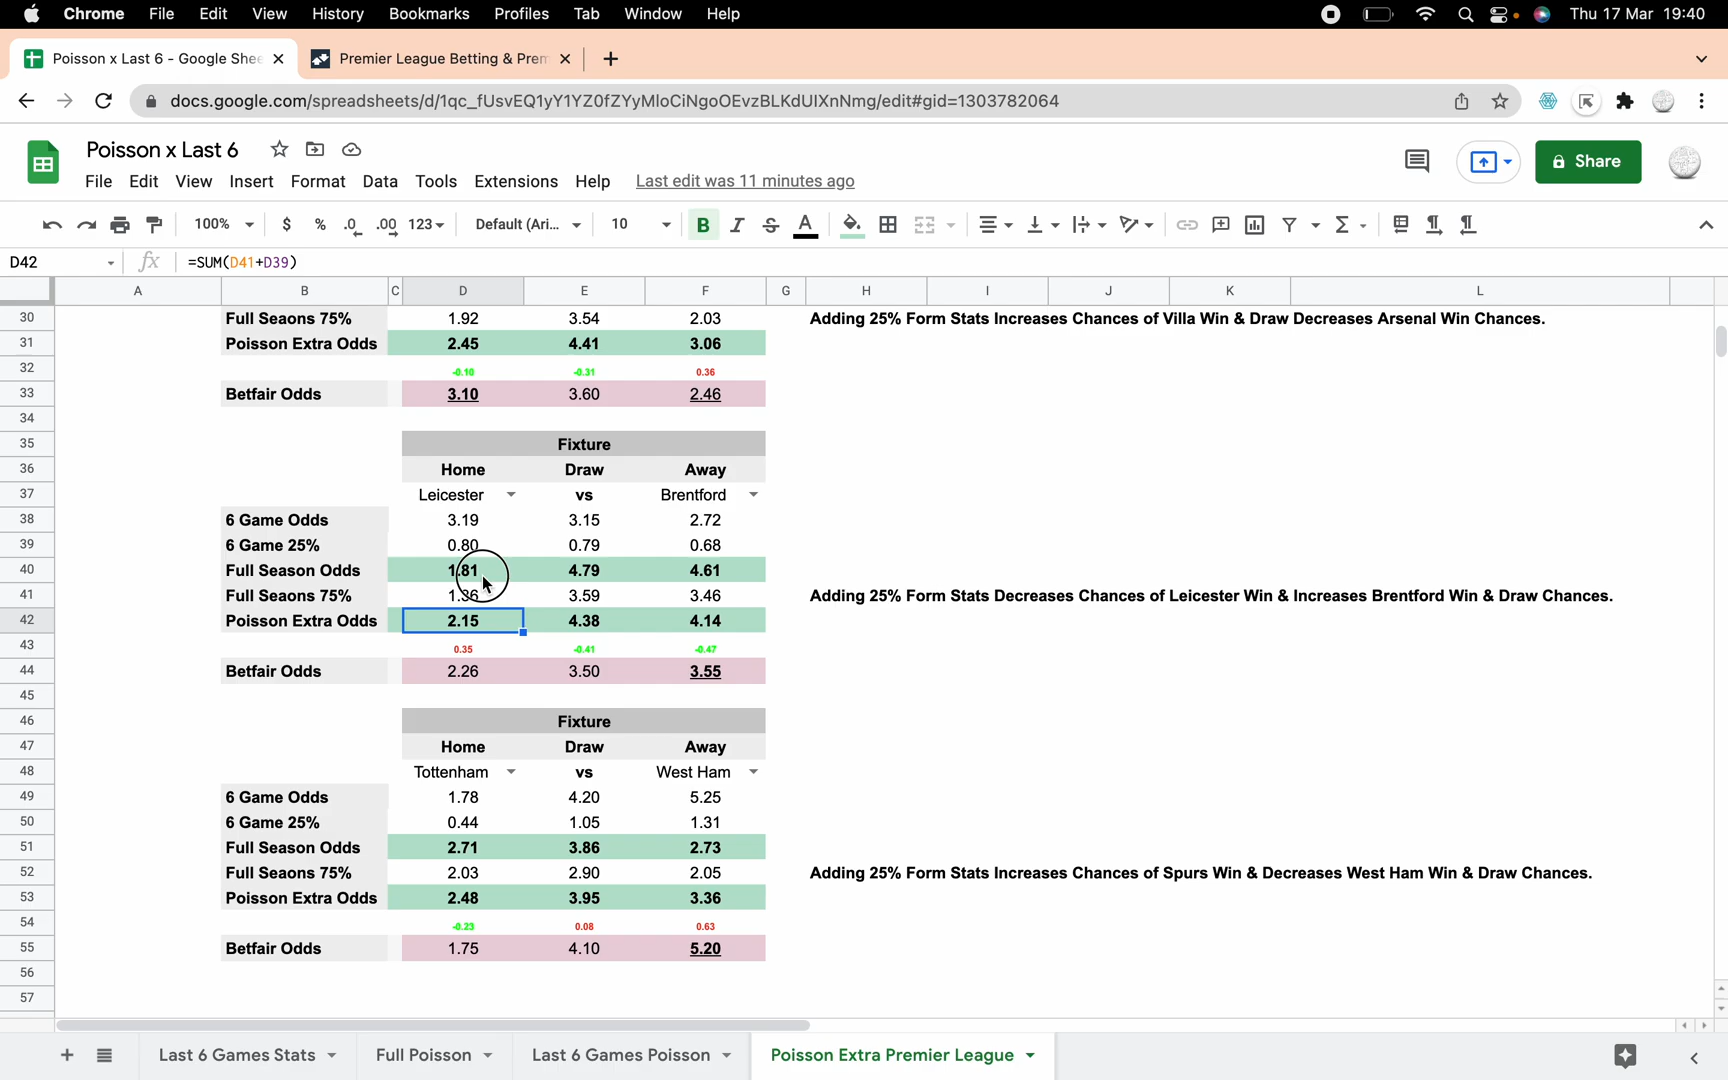 Chrome File Edit View History Bookmarks Profiles Tab Window Help Thu 17 Mar 19:40
Poisson x Last 6 - Google Shee Premier League Betting & Prem
docs.google.com/spreadsheets/d/1qc_fUsvEQ1yY1YZ0fZYyMloCiNgoOEvzBLKdUIXnNmg/edit#gid=1303782064
Poisson x Last 6
Share
File Edit View Insert Format Data Tools Extensions Help Last edit was 11 minutes ago
100% $ % .0 .00 123 Default (Ari... 10 B I S A
D42 fx =SUM(D41+D39)
A B C D E F G H I J K L
30 Full Seaons 75% 1.92 3.54 2.03 Adding 25% Form Stats Increases Chances of Villa Win & Draw Decreases Arsenal Win Chances.
31 Poisson Extra Odds 2.45 4.41 3.06
32 -0.10 -0.31 0.36
33 Betfair Odds 3.10 3.60 2.46
34
35 Fixture
36 Home Draw Away
37 Leicester vs Brentford
38 6 Game Odds 3.19 3.15 2.72
39 6 Game 25% 0.80 0.79 0.68
40 Full Season Odds 1.81 4.79 4.61
41 Full Seaons 75% 1.36 3.59 3.46 Adding 25% Form Stats Decreases Chances of Leicester Win & Increases Brentford Win & Draw Chances.
42 Poisson Extra Odds 2.15 4.38 4.14
43 0.35 -0.41 -0.47
44 Betfair Odds 2.26 3.50 3.55
45
46 Fixture
47 Home Draw Away
48 Tottenham vs West Ham
49 6 Game Odds 1.78 4.20 5.25
50 6 Game 25% 0.44 1.05 1.31
51 Full Season Odds 2.71 3.86 2.73
52 Full Seaons 75% 2.03 2.90 2.05 Adding 25% Form Stats Increases Chances of Spurs Win & Decreases West Ham Win & Draw Chances.
53 Poisson Extra Odds 2.48 3.95 3.36
54 -0.23 0.08 0.63
55 Betfair Odds 1.75 4.10 5.20
56
57
Last 6 Games Stats Full Poisson Last 6 Games Poisson Poisson Extra Premier League